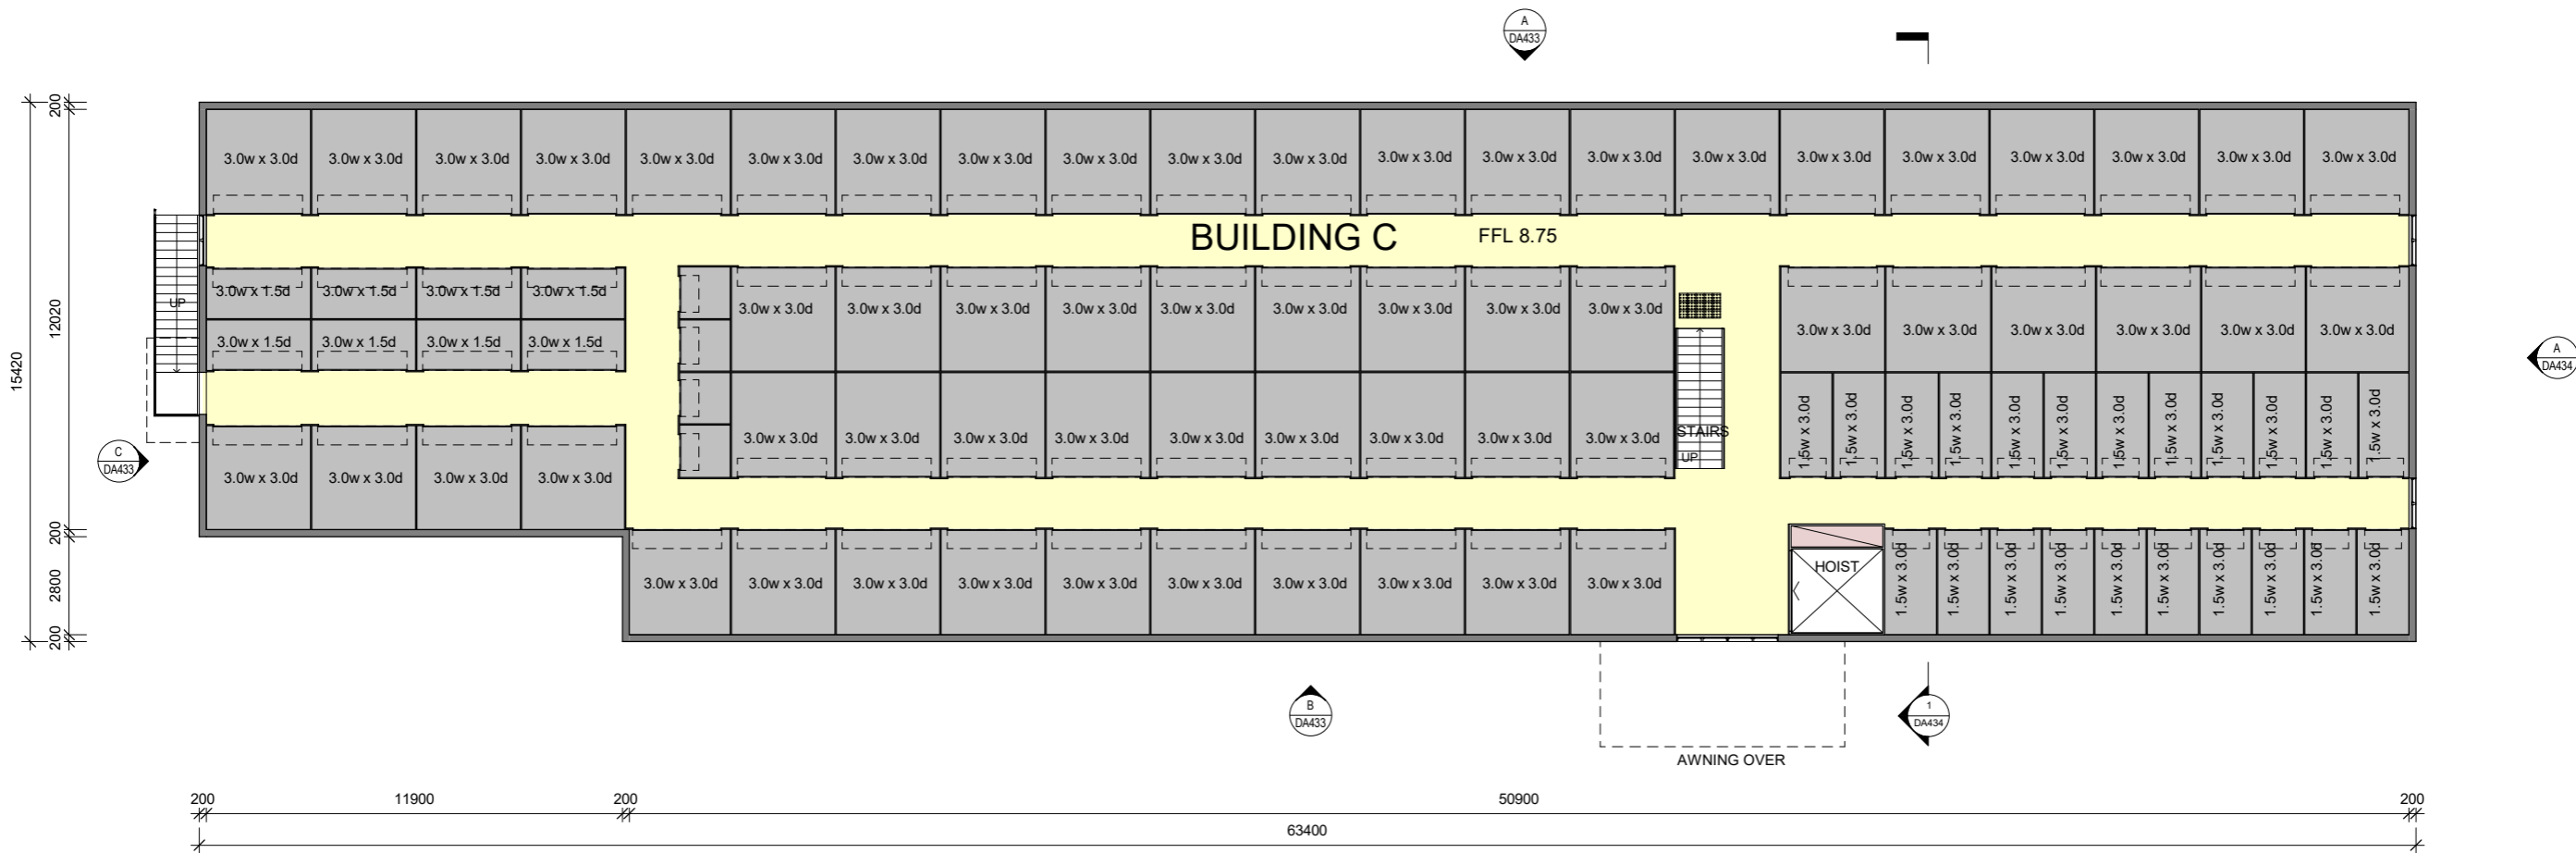 A
DA433
200
3.0w x 3.0d 3.0w x 3.0d 3.0w x 3.0d 3.0w x 3.0d 3.0w x 3.0d 3.0w x 3.0d 3.0w x 3.0d 3.0w x 3.0d 3.0w x 3.0d 3.0w x 3.0d 3.0w x 3.0d 3.0w x 3.0d 3.0w x 3.0d 3.0w x 3.0d 3.0w x 3.0d 3.0w x 3.0d 3.0w x 3.0d 3.0w x 3.0d 3.0w x 3.0d 3.0w x 3.0d 3.0w x 3.0d
BUILDING C FFL 8.75
3.0w x 1.5d 3.0w x 1.5d 3.0w x 1.5d 3.0w x 1.5d
UP
3.0w x 3.0d 3.0w x 3.0d 3.0w x 3.0d 3.0w x 3.0d 3.0w x 3.0d 3.0w x 3.0d 3.0w x 3.0d 3.0w x 3.0d 3.0w x 3.0d
12020
3.0w x 3.0d 3.0w x 3.0d 3.0w x 3.0d 3.0w x 3.0d 3.0w x 3.0d 3.0w x 3.0d
3.0w x 1.5d 3.0w x 1.5d 3.0w x 1.5d 3.0w x 1.5d
A
DA434
15420
1.5w x 3.0d 1.5w x 3.0d 1.5w x 3.0d 1.5w x 3.0d 1.5w x 3.0d 1.5w x 3.0d 1.5w x 3.0d 1.5w x 3.0d 1.5w x 3.0d 1.5w x 3.0d 1.5w x 3.0d 1.5w x 3.0d
STAIRS
3.0w x 3.0d 3.0w x 3.0d 3.0w x 3.0d 3.0w x 3.0d 3.0w x 3.0d 3.0w x 3.0d 3.0w x 3.0d 3.0w x 3.0d 3.0w x 3.0d
UP
C
DA433
3.0w x 3.0d 3.0w x 3.0d 3.0w x 3.0d 3.0w x 3.0d
200
2800
200
3.0w x 3.0d 3.0w x 3.0d 3.0w x 3.0d 3.0w x 3.0d 3.0w x 3.0d 3.0w x 3.0d 3.0w x 3.0d 3.0w x 3.0d 3.0w x 3.0d 3.0w x 3.0d
HOIST
1.5w x 3.0d 1.5w x 3.0d 1.5w x 3.0d 1.5w x 3.0d 1.5w x 3.0d 1.5w x 3.0d 1.5w x 3.0d 1.5w x 3.0d 1.5w x 3.0d 1.5w x 3.0d
B
DA433
1
DA434
AWNING OVER
200 11900 200 50900 200
63400